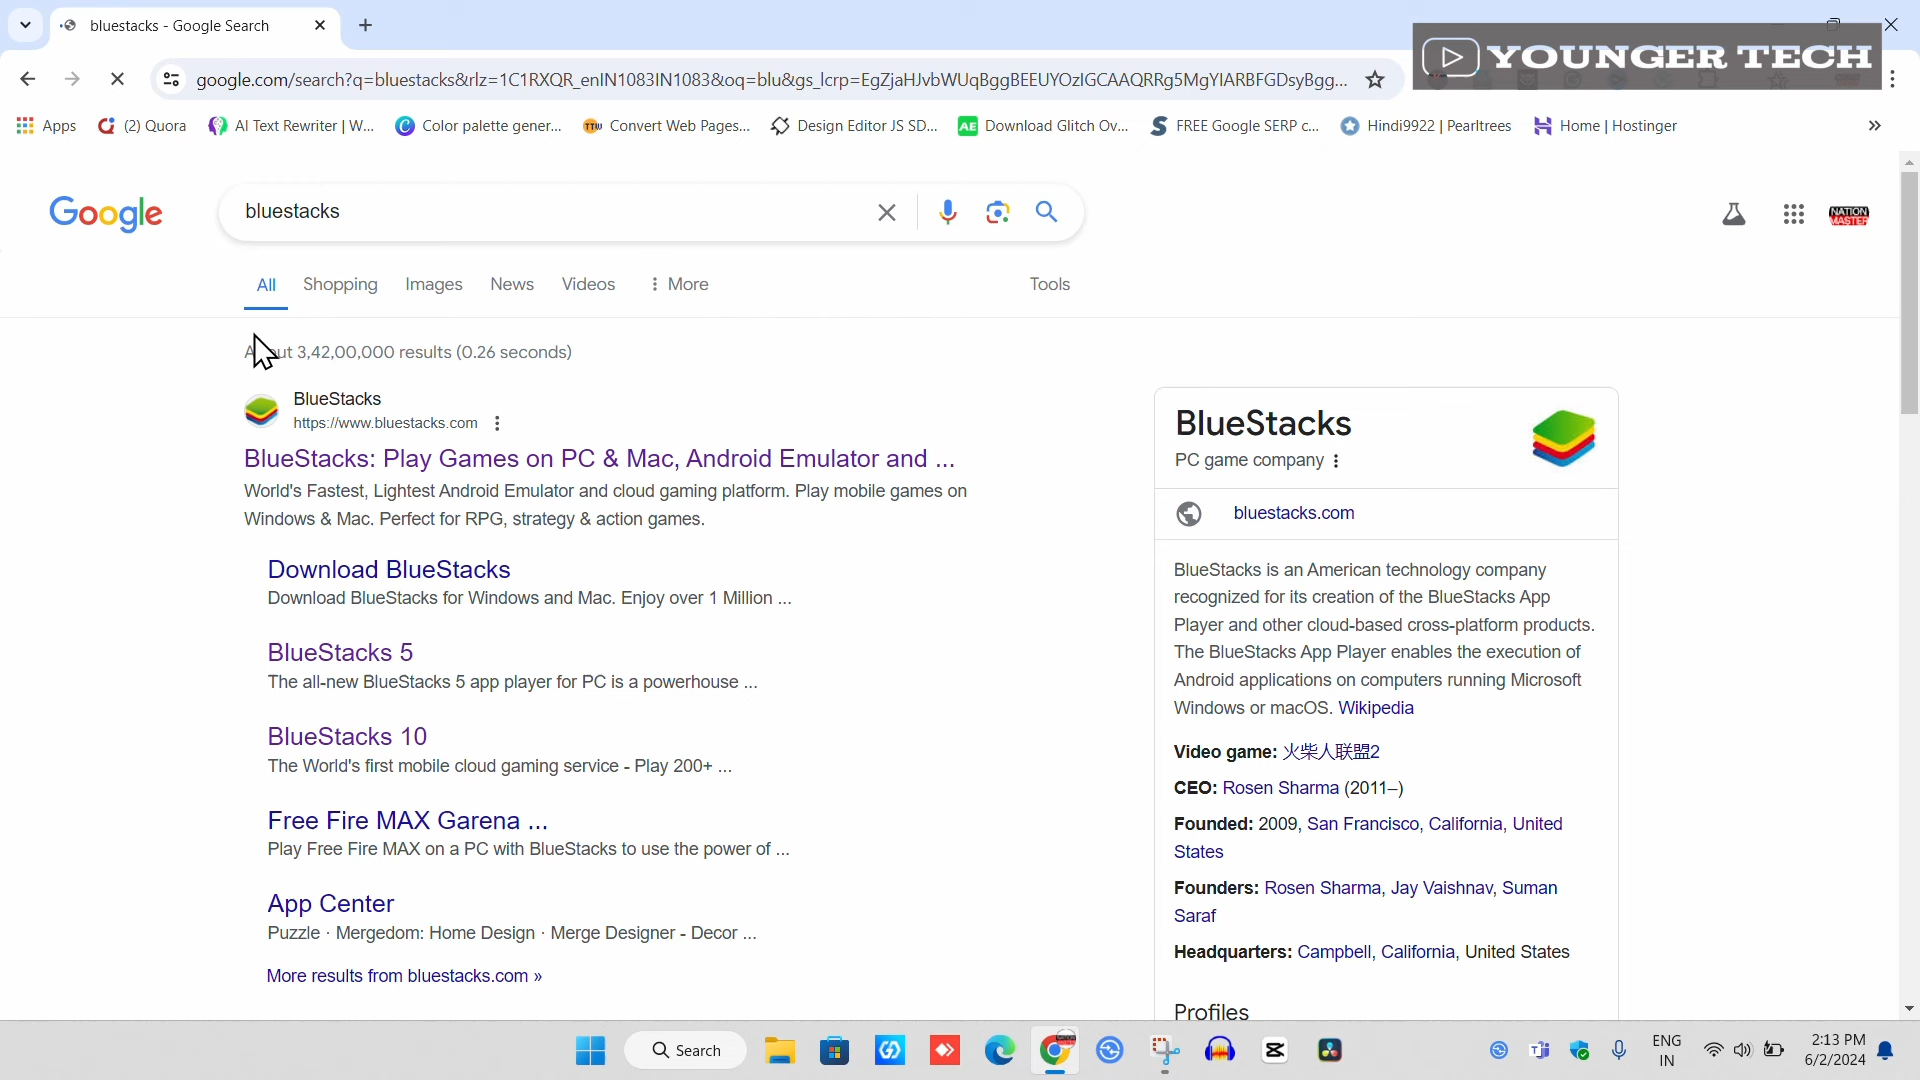 bluestacks - Google Search
YOUNGER TECH
google.com/search?q=bluestacks&rlz=1C1RXQR_enIN1083IN1083&oq=blu&gs_lcrp=EgZjaHJvbWUqBggBEEUYOzIGCAAQRRg5MgYIARBFGDsyBgg...
Apps (2) Quora AI Text Rewriter | W... Color palette gener... Convert Web Pages... Design Editor JS SD... Download Glitch Ov... FREE Google SERP c... Hindi9922 | Pearltrees Home | Hostinger
Google bluestacks NATION MASTER
All Shopping Images News Videos More Tools
About 3,42,00,000 results (0.26 seconds)
BlueStacks
https://www.bluestacks.com
BlueStacks: Play Games on PC & Mac, Android Emulator and ...
World's Fastest, Lightest Android Emulator and cloud gaming platform. Play mobile games on
Windows & Mac. Perfect for RPG, strategy & action games.
Download BlueStacks
Download BlueStacks for Windows and Mac. Enjoy over 1 Million ...
BlueStacks 5
The all-new BlueStacks 5 app player for PC is a powerhouse ...
BlueStacks 10
The World's first mobile cloud gaming service - Play 200+ ...
Free Fire MAX Garena ...
Play Free Fire MAX on a PC with BlueStacks to use the power of ...
App Center
Puzzle · Mergedom: Home Design · Merge Designer - Decor ...
More results from bluestacks.com »
BlueStacks
PC game company
bluestacks.com
BlueStacks is an American technology company
recognized for its creation of the BlueStacks App
Player and other cloud-based cross-platform products.
The BlueStacks App Player enables the execution of
Android applications on computers running Microsoft
Windows or macOS. Wikipedia
Video game: 火柴人联盟2
CEO: Rosen Sharma (2011–)
Founded: 2009, San Francisco, California, United
States
Founders: Rosen Sharma, Jay Vaishnav, Suman
Saraf
Headquarters: Campbell, California, United States
Profiles
Search
ENG
IN
2:13 PM
6/2/2024